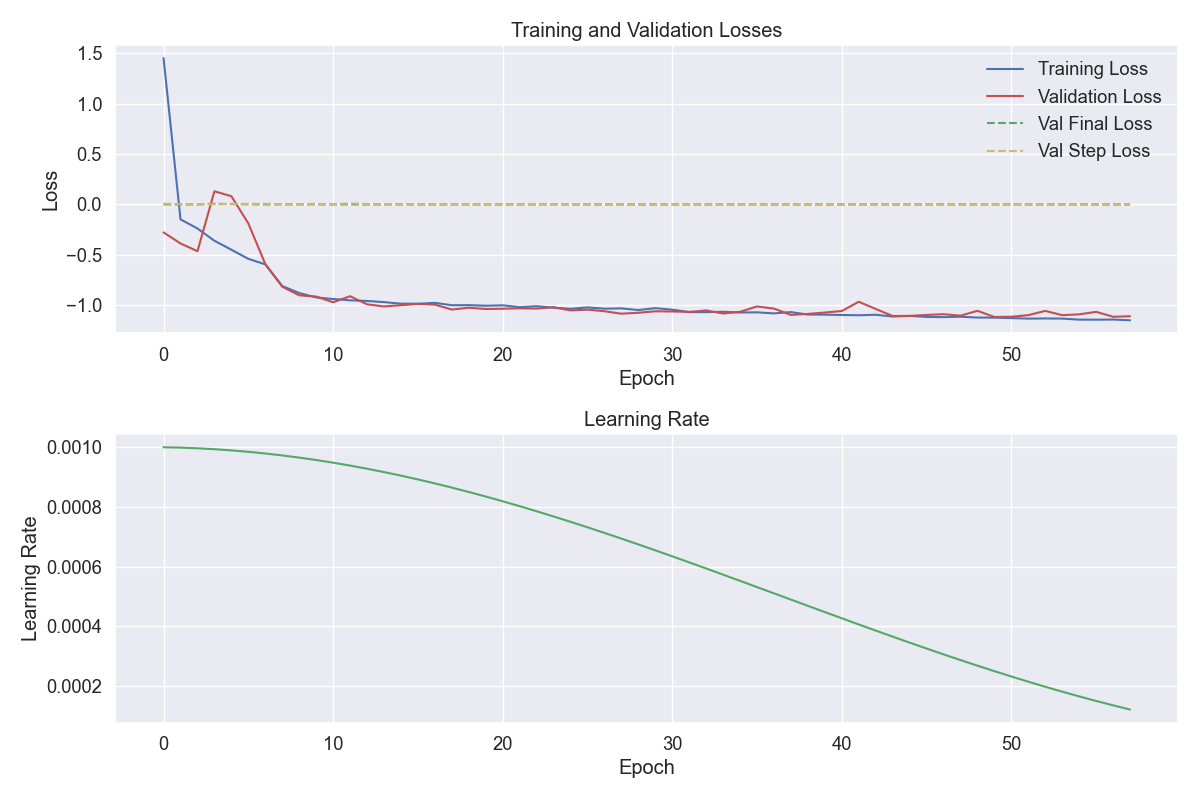 Training and Validation Losses
Loss
1.5
1.0
0.5
0.0
−0.5
−1.0
Training Loss
Validation Loss
Val Final Loss
Val Step Loss
0 10 20 30 40 50
Epoch
Learning Rate
Learning Rate
0.0010
0.0008
0.0006
0.0004
0.0002
0 10 20 30 40 50
Epoch